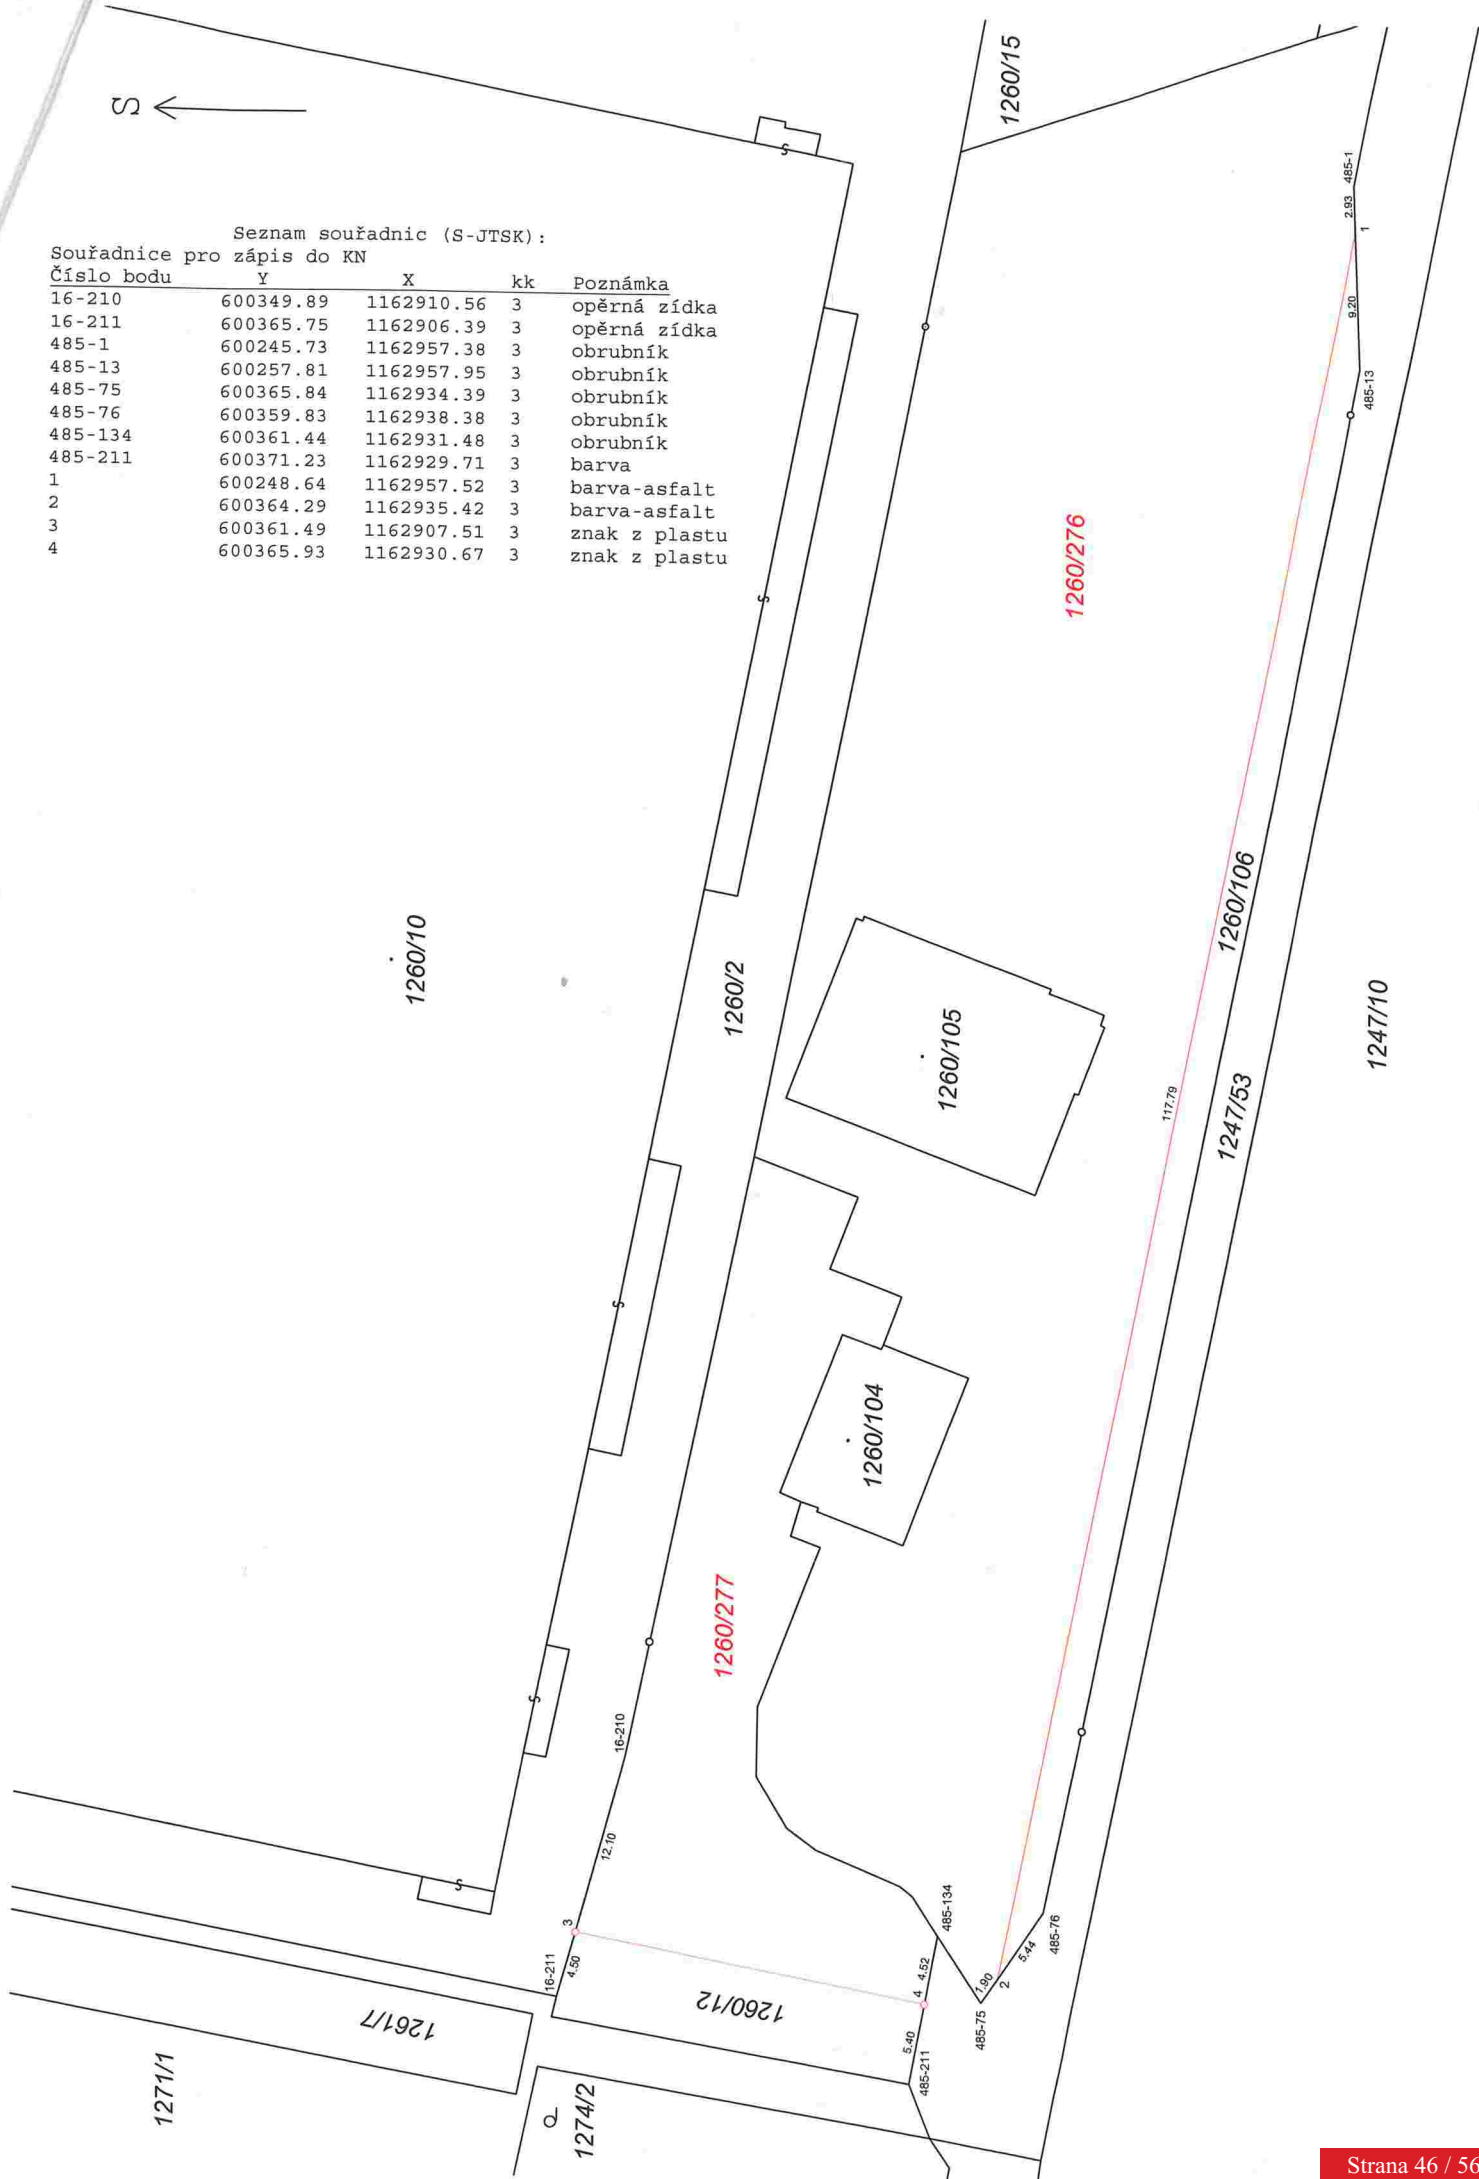 S
Seznam souřadnic (S-JTSK):
Souřadnice pro zápis do KN
Číslo bodu Y X kk Poznámka
16-210 600349.89 1162910.56 3 opěrná zídka
16-211 600365.75 1162906.39 3 opěrná zídka
485-1 600245.73 1162957.38 3 obrubník
485-13 600257.81 1162957.95 3 obrubník
485-75 600365.84 1162934.39 3 obrubník
485-76 600359.83 1162938.38 3 obrubník
485-134 600361.44 1162931.48 3 obrubník
485-211 600371.23 1162929.71 3 barva
1 600248.64 1162957.52 3 barva-asfalt
2 600364.29 1162935.42 3 barva-asfalt
3 600361.49 1162907.51 3 znak z plastu
4 600365.93 1162930.67 3 znak z plastu
1260/15
485-1
2.93
1
9.20
485-13
1260/276
1260/106
1260/10
1260/2
1260/105
1247/10
117.79
1247/53
1260/104
1260/277
16-210
12.10
3
16-211
4.50
485-134
4.52
4
485-76
5.44
1.90
2
485-75
1260/12
5.40
485-211
1261/7
1271/1
1274/2
Strana 46 / 56